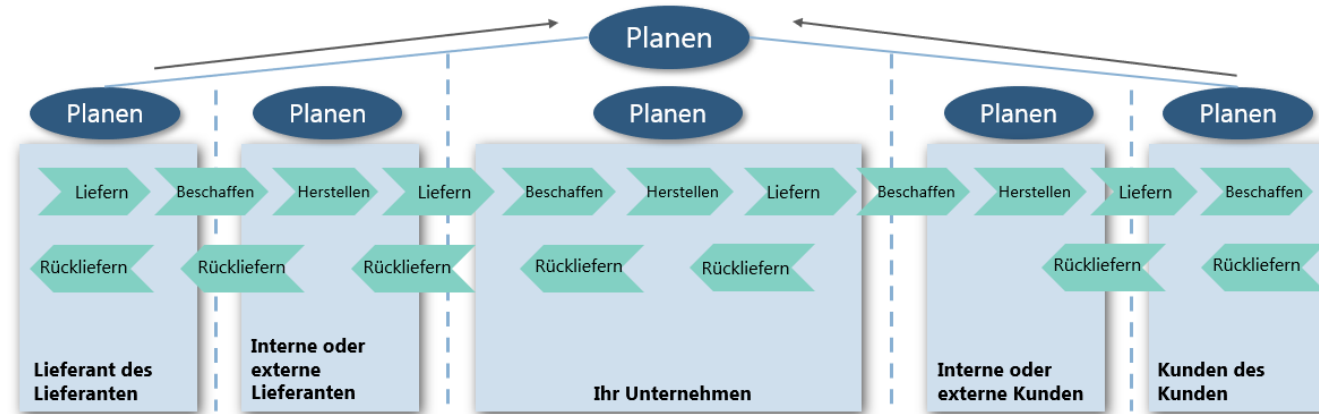 Planen
Planen
Planen
Planen
Planen
Planen
Liefern
Beschaffen
Herstellen
Liefern
Beschaffen
Herstellen
Liefern
Beschaffen
Herstellen
Liefern
Beschaffen
Rückliefern
Rückliefern
Rückliefern
Rückliefern
Rückliefern
Rückliefern
Rückliefern
Lieferant des
Lieferanten
Interne oder
externe
Lieferanten
Ihr Unternehmen
Interne oder
externe Kunden
Kunden des
Kunden